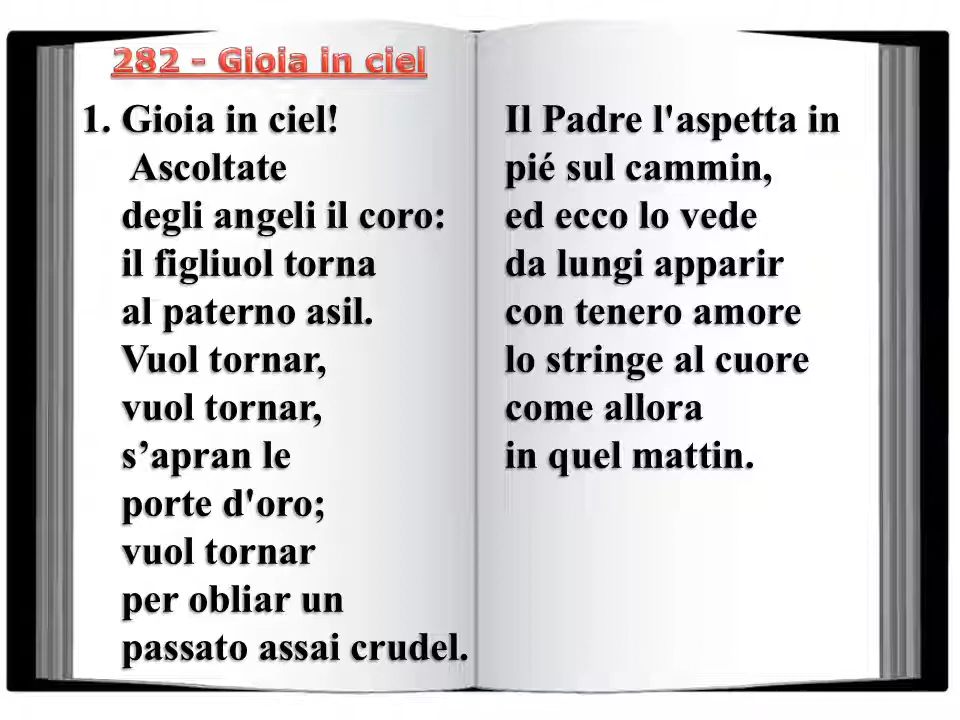 282 - Gioia in ciel
1. Gioia in ciel!
Ascoltate
degli angeli il coro:
il figliuol torna
al paterno asil.
Vuol tornar,
vuol tornar,
s’apran le
porte d'oro;
vuol tornar
per obliar un
passato assai crudel.
Il Padre l'aspetta in
pié sul cammin,
ed ecco lo vede
da lungi apparir
con tenero amore
lo stringe al cuore
come allora
in quel mattin.